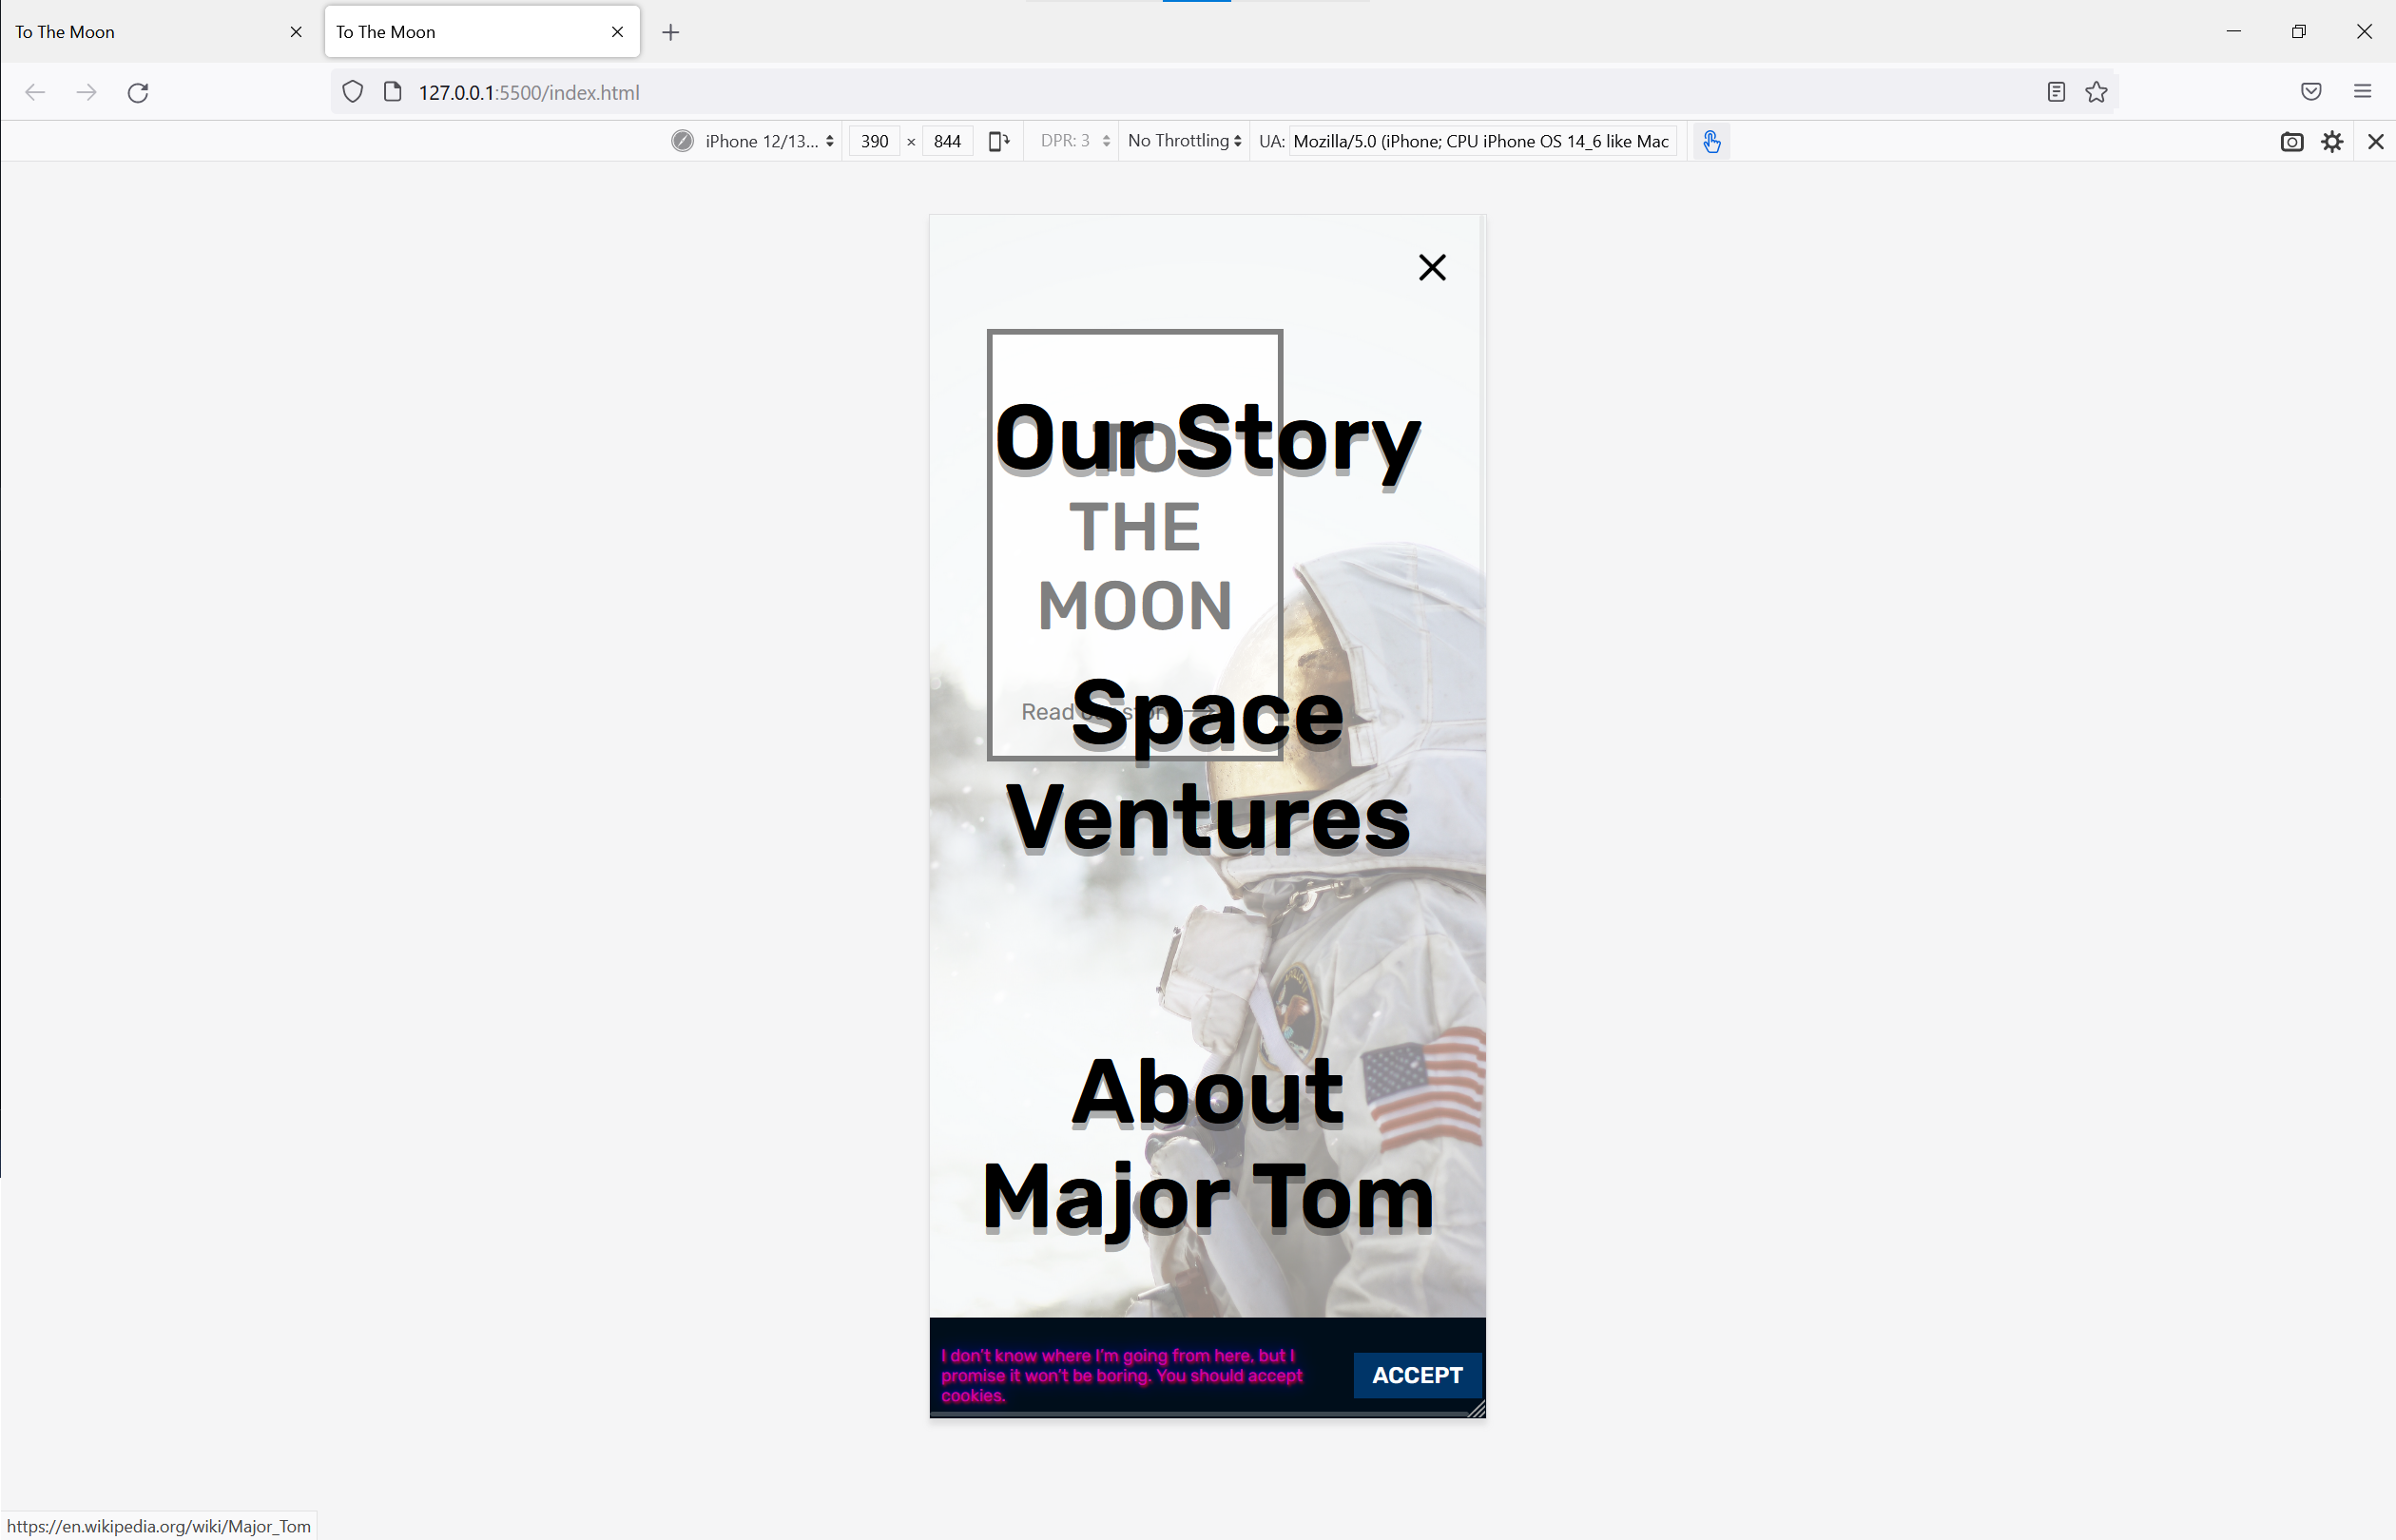 To The Moon
To The Moon
127.0.0.1:5500/index.html
iPhone 12/13... 390 × 844 DPR: 3 No Throttling UA: Mozilla/5.0 (iPhone; CPU iPhone OS 14_6 like Mac
Our Story
TO
THE
MOON
Read our story
Space
Ventures
About
Major Tom
I don't know where I'm going from here, but I
promise it won't be boring. You should accept
cookies.
ACCEPT
https://en.wikipedia.org/wiki/Major_Tom